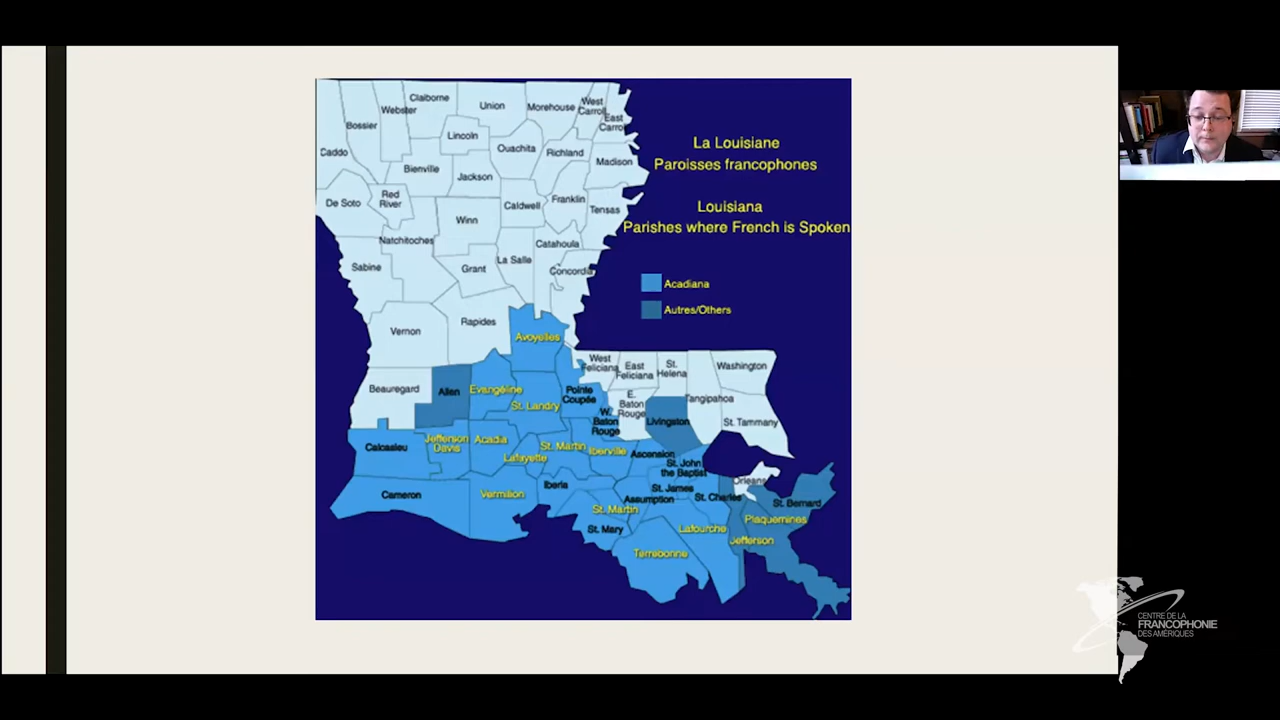 Claiborne
Union
Morehouse
West
Carroll
Webster
East
Carroll
Bossier
Lincoln
Ouachita
Richland
Madison
Caddo
Bienville
Jackson
De Soto
Red
River
Caldwell
Franklin
Tensas
Winn
Natchitoches
Catahoula
La Salle
Sabine
Grant
Concordia
Vernon
Rapides
Avoyelles
La Louisiane
Paroisses francophones
Louisiana
Parishes where French is Spoken
Acadiana
Autres/Others
West
Feliciana
East
Feliciana
St.
Helena
Washington
Beauregard
Allen
Evangéline
St. Landry
Pointe
Coupée
E.
Baton
Rouge
Tangipahoa
W.
Baton
Rouge
Livingston
St. Tammany
Calcasieu
Jefferson
Davis
Acadia
Lafayette
St. Martin
Iberville
Ascension
St. John
the Baptist
Orleans
Cameron
Vermilion
Iberia
St. James
Assumption
St. Charles
St. Bernard
St. Martin
St. Mary
Lafourche
Plaquemines
Jefferson
Terrebonne
CENTRE DE LA
FRANCOPHONIE
DES AMÉRIQUES